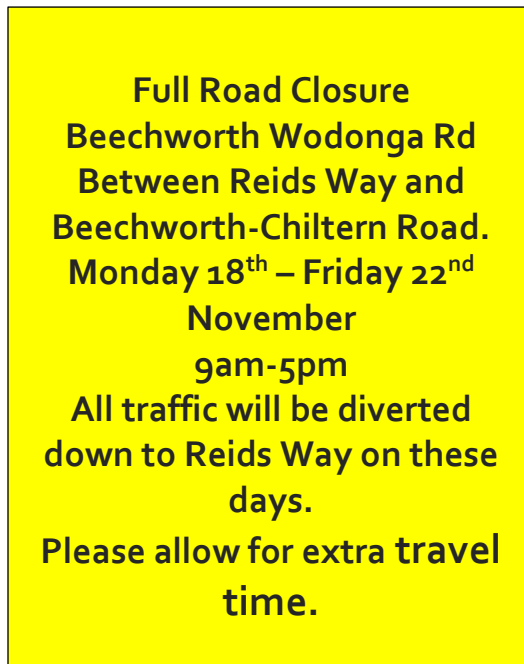 Full Road Closure
Beechworth Wodonga Rd
Between Reids Way and
Beechworth-Chiltern Road.
Monday 18th – Friday 22nd
November
9am-5pm
All traffic will be diverted
down to Reids Way on these
days.
Please allow for extra travel
time.